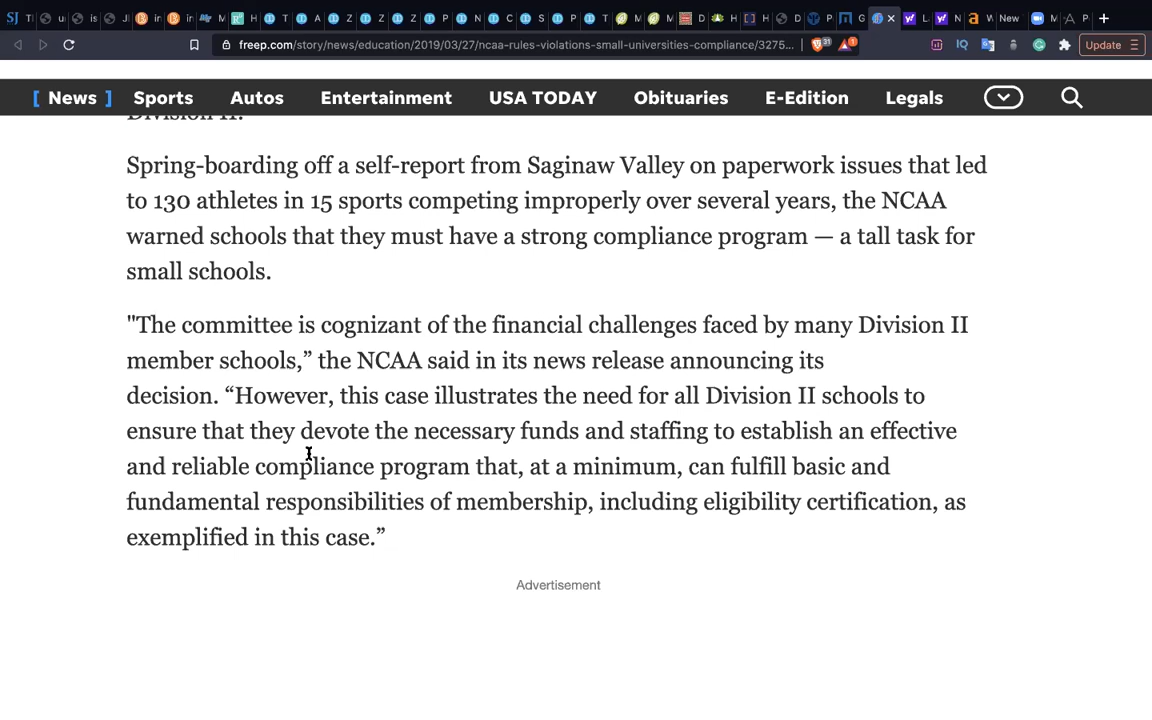 New
freep.com/story/news/education/2019/03/27/ncaa-rules-violations-small-universities-compliance/3275...
31
1
Update
[ News ] Sports Autos Entertainment USA TODAY Obituaries E-Edition Legals
Division II.
Spring-boarding off a self-report from Saginaw Valley on paperwork issues that led
to 130 athletes in 15 sports competing improperly over several years, the NCAA
warned schools that they must have a strong compliance program — a tall task for
small schools.
"The committee is cognizant of the financial challenges faced by many Division II
member schools,” the NCAA said in its news release announcing its
decision. “However, this case illustrates the need for all Division II schools to
ensure that they devote the necessary funds and staffing to establish an effective
and reliable compliance program that, at a minimum, can fulfill basic and
fundamental responsibilities of membership, including eligibility certification, as
exemplified in this case.”
Advertisement